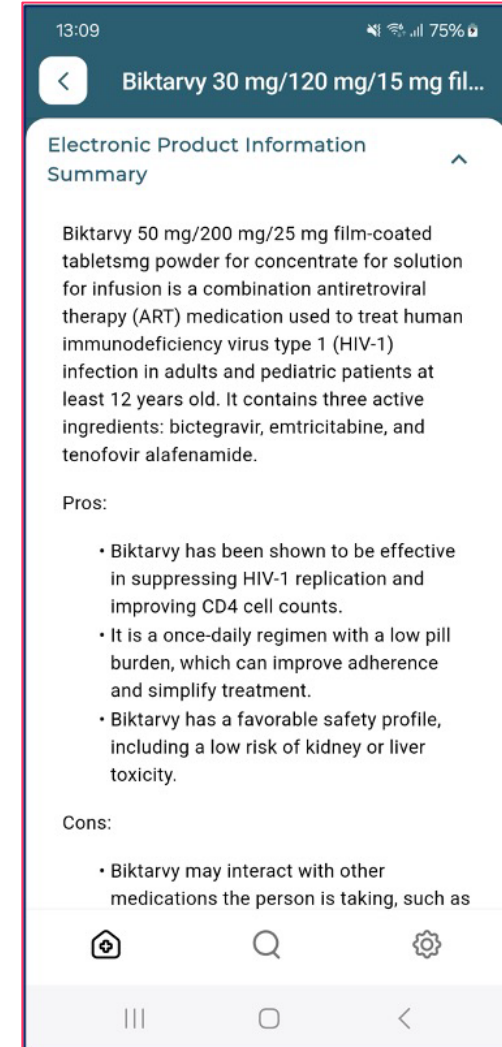 13:09
75%
Biktarvy 30 mg/120 mg/15 mg fil...
Electronic Product Information
Summary
Biktarvy 50 mg/200 mg/25 mg film-coated
tabletsmg powder for concentrate for solution
for infusion is a combination antiretroviral
therapy (ART) medication used to treat human
immunodeficiency virus type 1 (HIV-1)
infection in adults and pediatric patients at
least 12 years old. It contains three active
ingredients: bictegravir, emtricitabine, and
tenofovir alafenamide.
Pros:
• Biktarvy has been shown to be effective
in suppressing HIV-1 replication and
improving CD4 cell counts.
• It is a once-daily regimen with a low pill
burden, which can improve adherence
and simplify treatment.
• Biktarvy has a favorable safety profile,
including a low risk of kidney or liver
toxicity.
Cons:
• Biktarvy may interact with other
medications the person is taking, such as